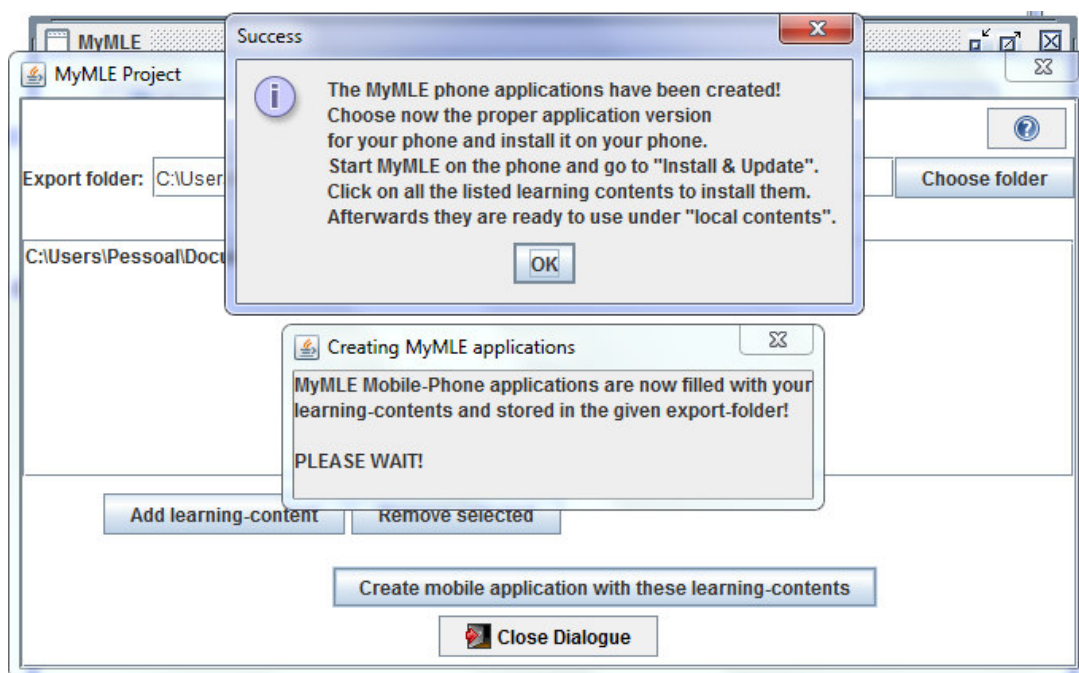 MyMLE
Success
MyMLE Project
The MyMLE phone applications have been created!
Choose now the proper application version
for your phone and install it on your phone.
Start MyMLE on the phone and go to "Install & Update".
Click on all the listed learning contents to install them.
Afterwards they are ready to use under "local contents".
OK
Export folder: C:\User
Choose folder
C:\Users\Pessoal\Docu
Creating MyMLE applications
MyMLE Mobile-Phone applications are now filled with your
learning-contents and stored in the given export-folder!
PLEASE WAIT!
Add learning-content
Remove selected
Create mobile application with these learning-contents
Close Dialogue